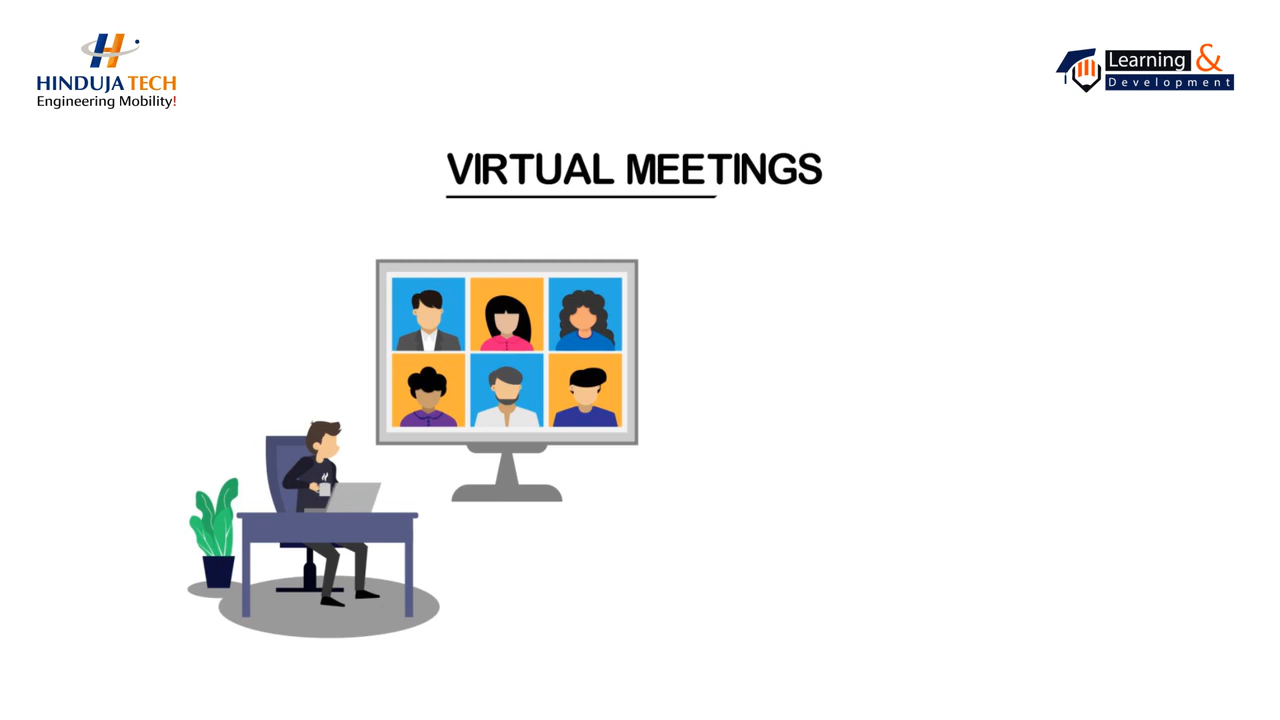 HINDUJA TECH
Engineering Mobility!
Learning &
Development
VIRTUAL MEETINGS